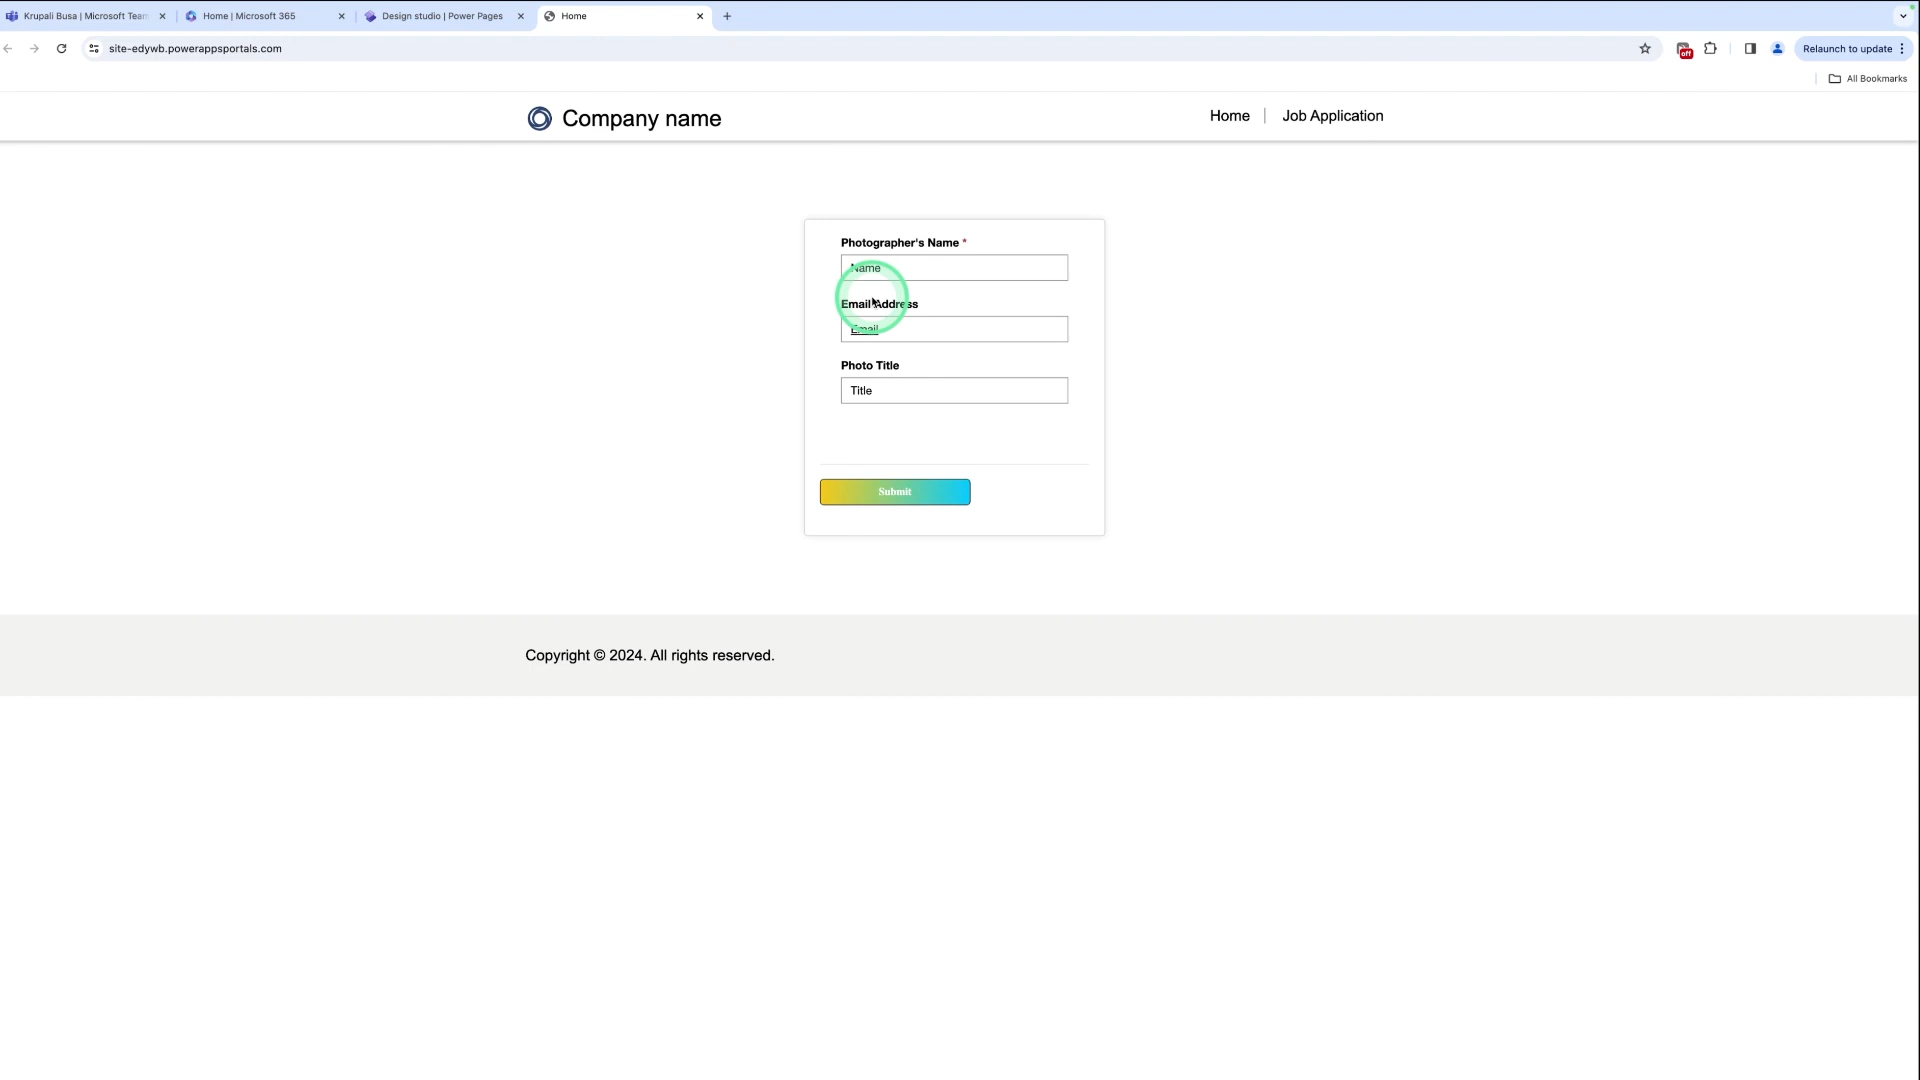 Krupali Busa | Microsoft Team
Home | Microsoft 365
Design studio | Power Pages
Home
site-edywb.powerappsportals.com
off
Relaunch to update
All Bookmarks
Company name
Home
Job Application
Photographer's Name *
Name
Email Address
Email
Photo Title
Title
Submit
Copyright © 2024. All rights reserved.